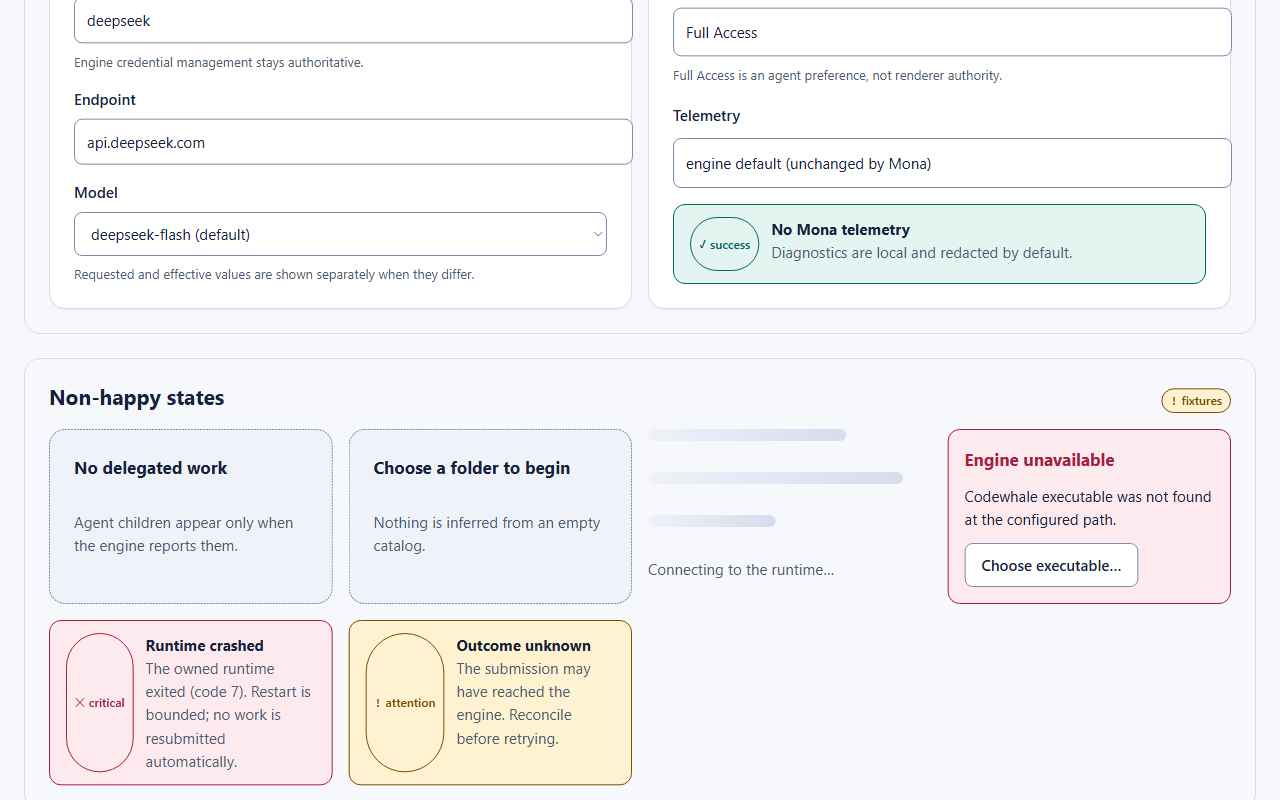 deepseek
Engine credential management stays authoritative.
Endpoint
api.deepseek.com
Model
deepseek-flash (default)
Requested and effective values are shown separately when they differ.
Full Access
Full Access is an agent preference, not renderer authority.
Telemetry
engine default (unchanged by Mona)
✓ success
No Mona telemetry
Diagnostics are local and redacted by default.
Non-happy states
! fixtures
No delegated work
Agent children appear only when
the engine reports them.
Choose a folder to begin
Nothing is inferred from an empty
catalog.
Connecting to the runtime…
Engine unavailable
Codewhale executable was not found
at the configured path.
Choose executable…
× critical
Runtime crashed
The owned runtime
exited (code 7). Restart is
bounded; no work is
resubmitted
automatically.
! attention
Outcome unknown
The submission may
have reached the
engine. Reconcile
before retrying.